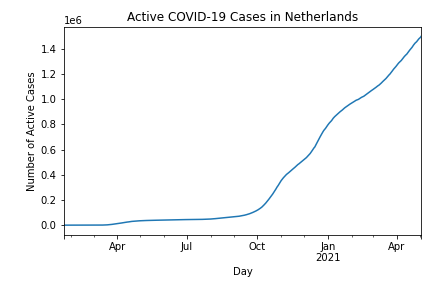 Active COVID-19 Cases in Netherlands
1e6
1.4
1.2
1.0
0.8
0.6
0.4
0.2
0.0
Number of Active Cases
Apr Jul Oct Jan Apr
2021
Day